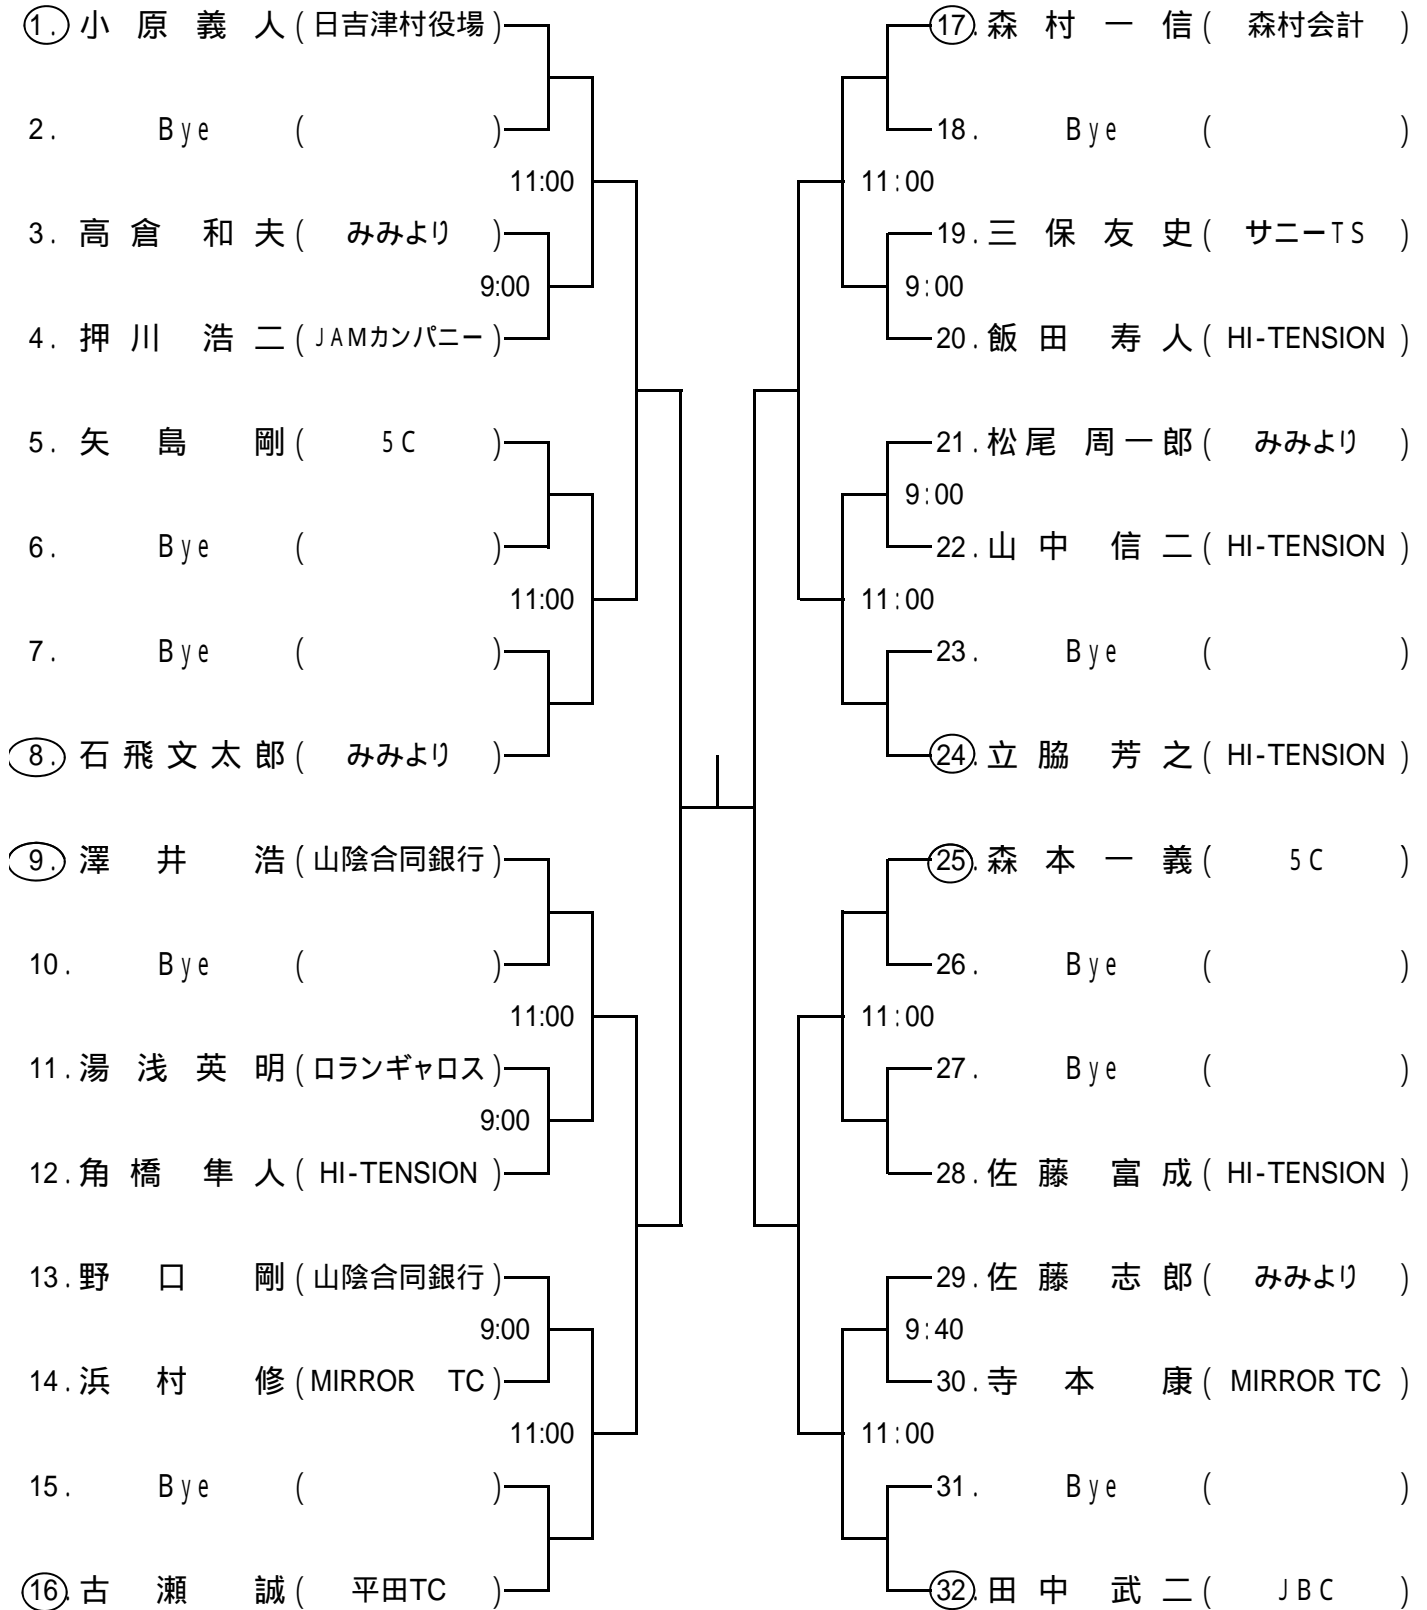 1. 小原義人 ( 日吉津村役場 )
2. Bye ( )
11:00
3. 高倉 和夫 ( みみより )
9:00
4. 押川 浩二 ( JAMカンパニー )
5. 矢島 剛 ( 5C )
6. Bye ( )
11:00
7. Bye ( )
8. 石飛文太郎 ( みみより )
9. 澤井 浩 ( 山陰合同銀行 )
10. Bye ( )
11:00
11. 湯浅英明 ( ロランギャロス )
9:00
12. 角橋 隼人 ( HI-TENSION )
13. 野口 剛 ( 山陰合同銀行 )
9:00
14. 浜村 修 ( MIRROR TC )
11:00
15. Bye ( )
16. 古瀬 誠 ( 平田TC )
17. 森村一信 ( 森村会計 )
18. Bye ( )
11:00
19. 三保友史 ( サニーTS )
9:00
20. 飯田 寿人 ( HI-TENSION )
21. 松尾 周一郎 ( みみより )
9:00
22. 山中 信二 ( HI-TENSION )
11:00
23. Bye ( )
24. 立脇 芳之 ( HI-TENSION )
25. 森本一義 ( 5C )
26. Bye ( )
11:00
27. Bye ( )
28. 佐藤 富成 ( HI-TENSION )
29. 佐藤 志郎 ( みみより )
9:40
30. 寺本 康 ( MIRROR TC )
11:00
31. Bye ( )
32. 田中 武二 ( JBC )